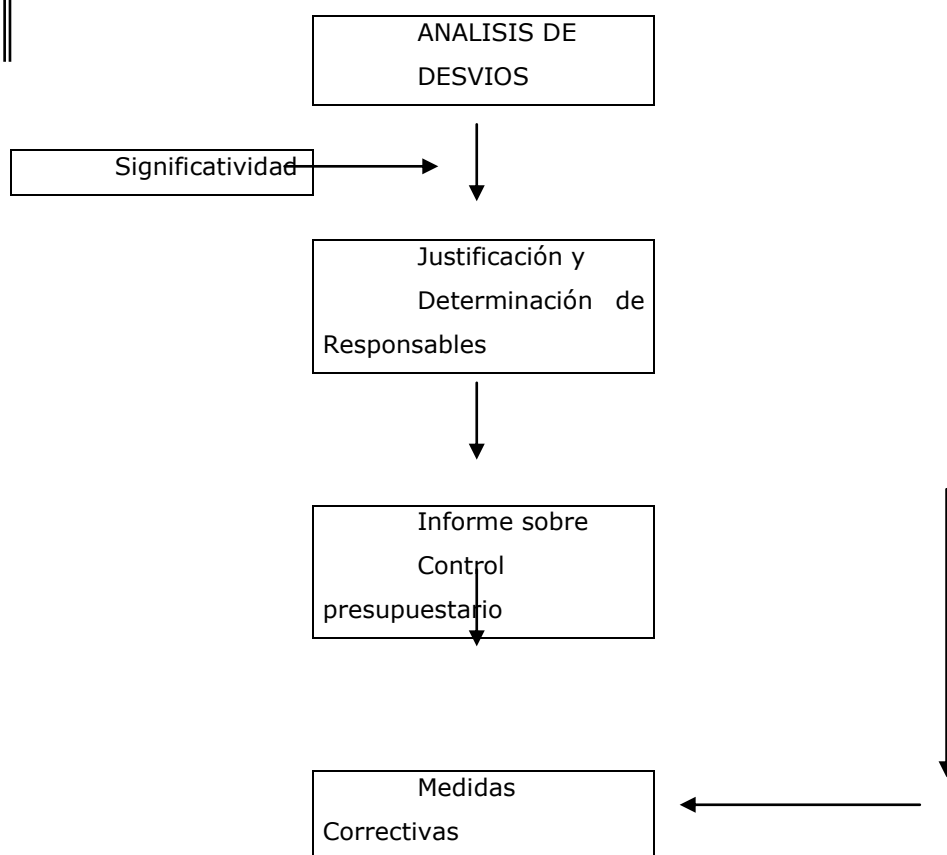 ANALISIS DE
DESVIOS
Significatividad
Justificación y
Determinación de
Responsables
Informe sobre
Control
presupuestario
Medidas
Correctivas